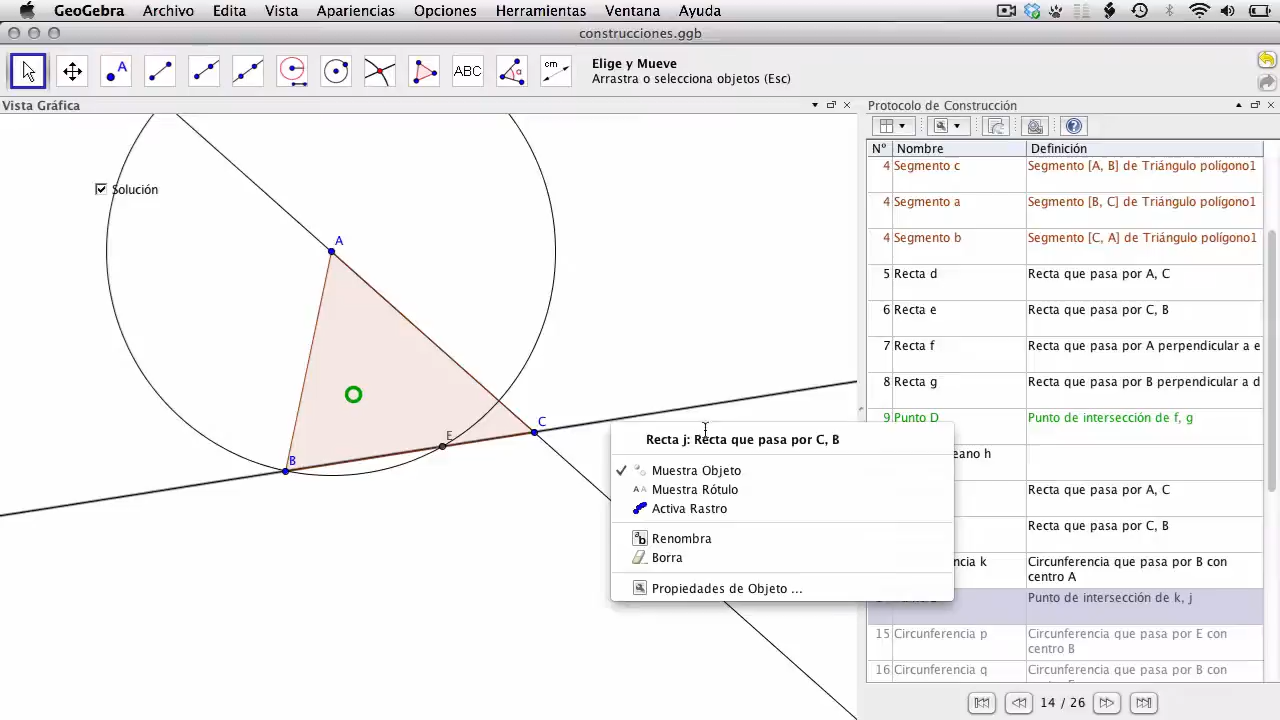 GeoGebra Archivo Edita Vista Apariencias Opciones Herramientas Ventana Ayuda
construcciones.ggb
ABC
cm
A
Elige y Mueve
Arrastra o selecciona objetos (Esc)
Vista Gráfica
Protocolo de Construcción
Solución
A
B
C
E
Nº Nombre Definición
4 Segmento c Segmento [A, B] de Triángulo polígono1
4 Segmento a Segmento [B, C] de Triángulo polígono1
4 Segmento b Segmento [C, A] de Triángulo polígono1
5 Recta d Recta que pasa por A, C
6 Recta e Recta que pasa por C, B
7 Recta f Recta que pasa por A perpendicular a e
8 Recta g Recta que pasa por B perpendicular a d
9 Punto D Punto de intersección de f, g
eano h
Recta que pasa por A, C
Recta que pasa por C, B
ncia k Circunferencia que pasa por B con
centro A
Punto de intersección de k, j
15 Circunferencia p Circunferencia que pasa por E con
centro B
16 Circunferencia q Circunferencia que pasa por B con
Recta j: Recta que pasa por C, B
Muestra Objeto
Muestra Rótulo
Activa Rastro
Renombra
Borra
Propiedades de Objeto ...
14 / 26